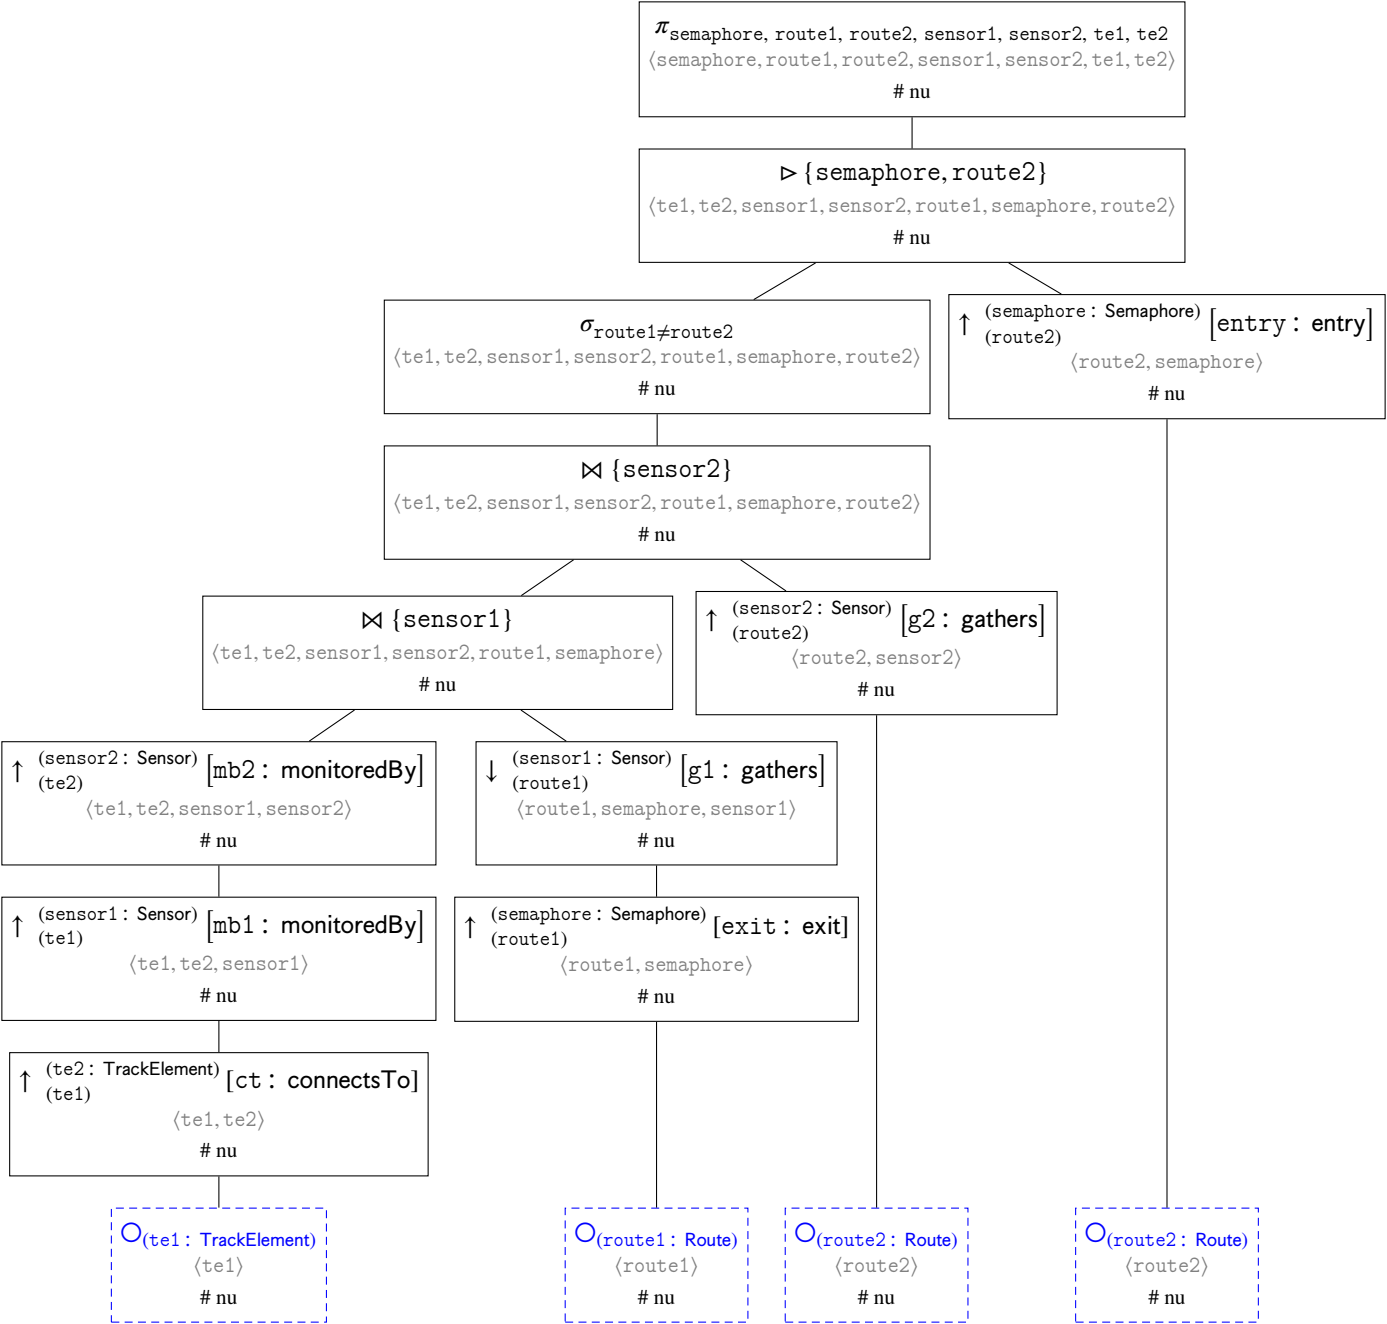 π semaphore, route1, route2, sensor1, sensor2, te1, te2
⟨semaphore, route1, route2, sensor1, sensor2, te1, te2⟩
# nu
▷ {semaphore, route2}
⟨te1, te2, sensor1, sensor2, route1, semaphore, route2⟩
# nu
σ route1≠route2
⟨te1, te2, sensor1, sensor2, route1, semaphore, route2⟩
# nu
↑ (semaphore: Semaphore) (route2) [entry: entry]
⟨route2, semaphore⟩
# nu
⋈ {sensor2}
⟨te1, te2, sensor1, sensor2, route1, semaphore, route2⟩
# nu
⋈ {sensor1}
⟨te1, te2, sensor1, sensor2, route1, semaphore⟩
# nu
↑ (sensor2: Sensor) (route2) [g2: gathers]
⟨route2, sensor2⟩
# nu
↑ (sensor2: Sensor) (te2) [mb2: monitoredBy]
⟨te1, te2, sensor1, sensor2⟩
# nu
↓ (sensor1: Sensor) (route1) [g1: gathers]
⟨route1, semaphore, sensor1⟩
# nu
↑ (sensor1: Sensor) (te1) [mb1: monitoredBy]
⟨te1, te2, sensor1⟩
# nu
↑ (semaphore: Semaphore) (route1) [exit: exit]
⟨route1, semaphore⟩
# nu
↑ (te2: TrackElement) (te1) [ct: connectsTo]
⟨te1, te2⟩
# nu
○(te1: TrackElement)
⟨te1⟩
# nu
○(route1: Route)
⟨route1⟩
# nu
○(route2: Route)
⟨route2⟩
# nu
○(route2: Route)
⟨route2⟩
# nu